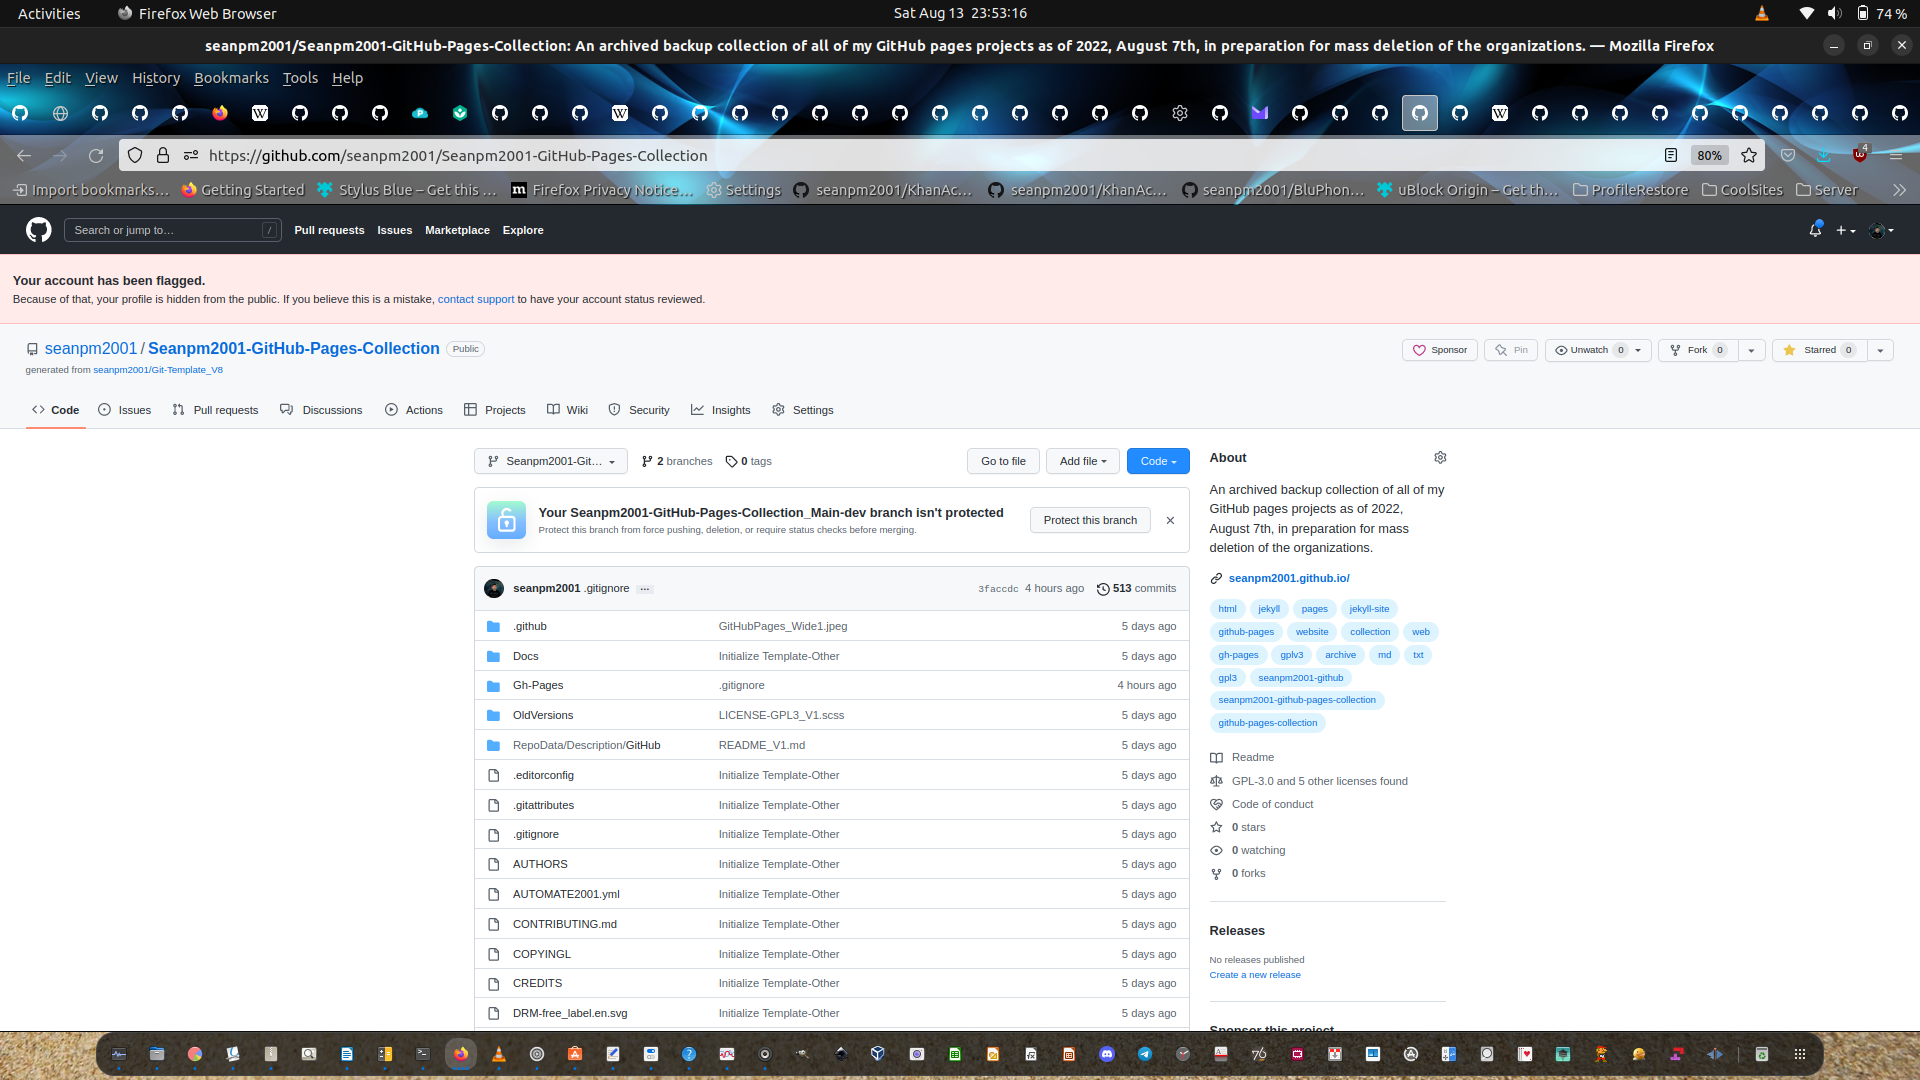 Activities
Firefox Web Browser
Sat Aug 13 23:53:16
74 %
seanpm2001/Seanpm2001-GitHub-Pages-Collection: An archived backup collection of all of my GitHub pages projects as of 2022, August 7th, in preparation for mass deletion of the organizations. — Mozilla Firefox
File Edit View History Bookmarks Tools Help
https://github.com/seanpm2001/Seanpm2001-GitHub-Pages-Collection
80%
4
Import bookmarks…
Getting Started
Stylus Blue – Get this …
Firefox Privacy Notice…
Settings
seanpm2001/KhanAc…
seanpm2001/KhanAc…
seanpm2001/BluPhon…
uBlock Origin – Get th…
ProfileRestore
CoolSites
Server
Search or jump to…
/
Pull requests
Issues
Marketplace
Explore
Your account has been flagged.
Because of that, your profile is hidden from the public. If you believe this is a mistake, contact support to have your account status reviewed.
seanpm2001 / Seanpm2001-GitHub-Pages-Collection Public
generated from seanpm2001/Git-Template_V8
Sponsor
Pin
Unwatch 0
Fork 0
Starred 0
Code
Issues
Pull requests
Discussions
Actions
Projects
Wiki
Security
Insights
Settings
Seanpm2001-Git…
2 branches
0 tags
Go to file
Add file
Code
Your Seanpm2001-GitHub-Pages-Collection_Main-dev branch isn't protected
Protect this branch from force pushing, deletion, or require status checks before merging.
Protect this branch
seanpm2001 .gitignore …
3faccdc 4 hours ago
513 commits
.github GitHubPages_Wide1.jpeg 5 days ago
Docs Initialize Template-Other 5 days ago
Gh-Pages .gitignore 4 hours ago
OldVersions LICENSE-GPL3_V1.scss 5 days ago
RepoData/Description/GitHub README_V1.md 5 days ago
.editorconfig Initialize Template-Other 5 days ago
.gitattributes Initialize Template-Other 5 days ago
.gitignore Initialize Template-Other 5 days ago
AUTHORS Initialize Template-Other 5 days ago
AUTOMATE2001.yml Initialize Template-Other 5 days ago
CONTRIBUTING.md Initialize Template-Other 5 days ago
COPYINGL Initialize Template-Other 5 days ago
CREDITS Initialize Template-Other 5 days ago
DRM-free_label.en.svg Initialize Template-Other 5 days ago
About
An archived backup collection of all of my
GitHub pages projects as of 2022,
August 7th, in preparation for mass
deletion of the organizations.
seanpm2001.github.io/
html jekyll pages jekyll-site
github-pages website collection web
gh-pages gplv3 archive md txt
gpl3 seanpm2001-github
seanpm2001-github-pages-collection
github-pages-collection
Readme
GPL-3.0 and 5 other licenses found
Code of conduct
0 stars
0 watching
0 forks
Releases
No releases published
Create a new release
Sponsor this project